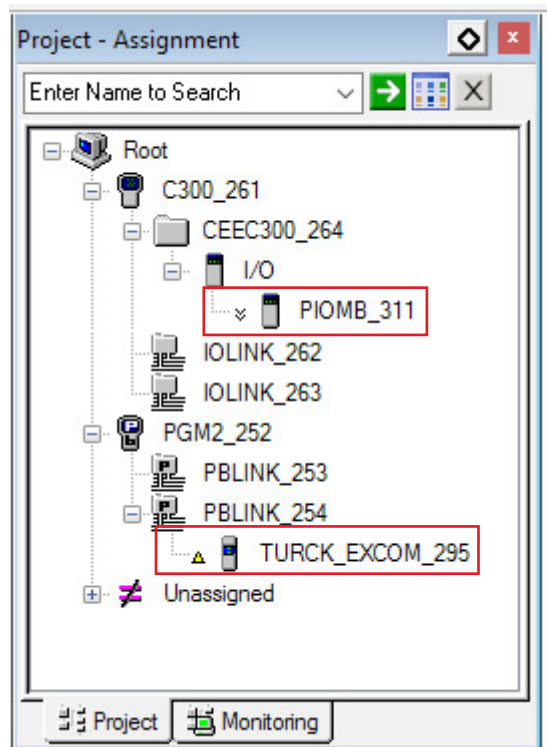 Project - Assignment
Enter Name to Search
Root
C300_261
CEEC300_264
I/O
PIOMB_311
IOLINK_262
IOLINK_263
PGM2_252
PBLINK_253
PBLINK_254
TURCK_EXCOM_295
Unassigned
Project Monitoring